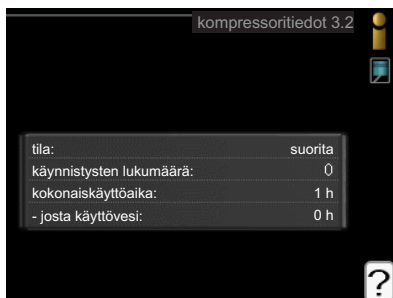 kompressoritiedot 3.2
tila: suorita
käynnistysten lukumäärä: 0
kokonaiskäyttöaika: 1 h
- josta käyttövesi: 0 h
?